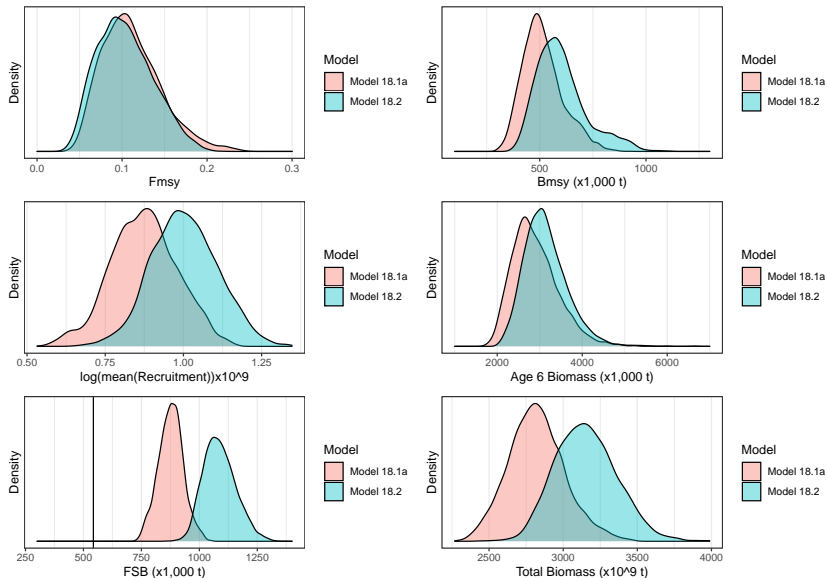 Density
0.0 0.1 0.2 0.3
Fmsy
Model
Model 18.1a
Model 18.2
Density
500 1000
Bmsy (x1,000 t)
Model
Model 18.1a
Model 18.2
Density
0.50 0.75 1.00 1.25
log(mean(Recruitment))x10^9
Model
Model 18.1a
Model 18.2
Density
2000 4000 6000
Age 6 Biomass (x1,000 t)
Model
Model 18.1a
Model 18.2
Density
250 500 750 1000 1250
FSB (x1,000 t)
Model
Model 18.1a
Model 18.2
Density
2500 3000 3500 4000
Total Biomass (x10^9 t)
Model
Model 18.1a
Model 18.2